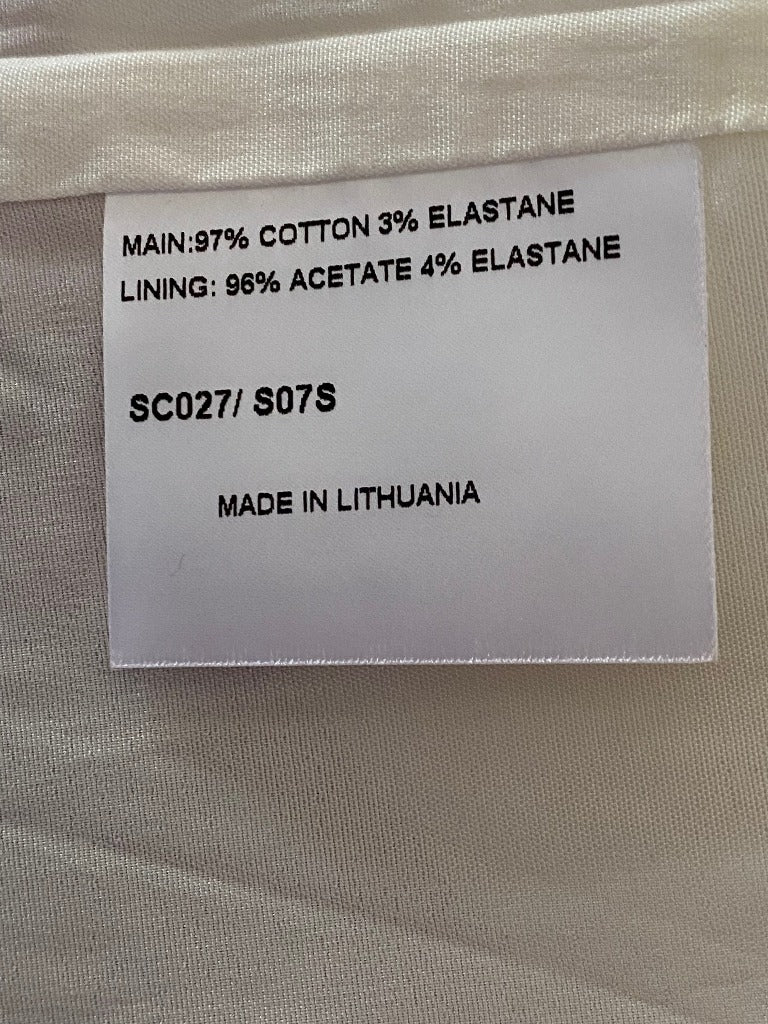 MAIN:97% COTTON 3% ELASTANE
LINING: 96% ACETATE 4% ELASTANE
SC027/ S07S
MADE IN LITHUANIA